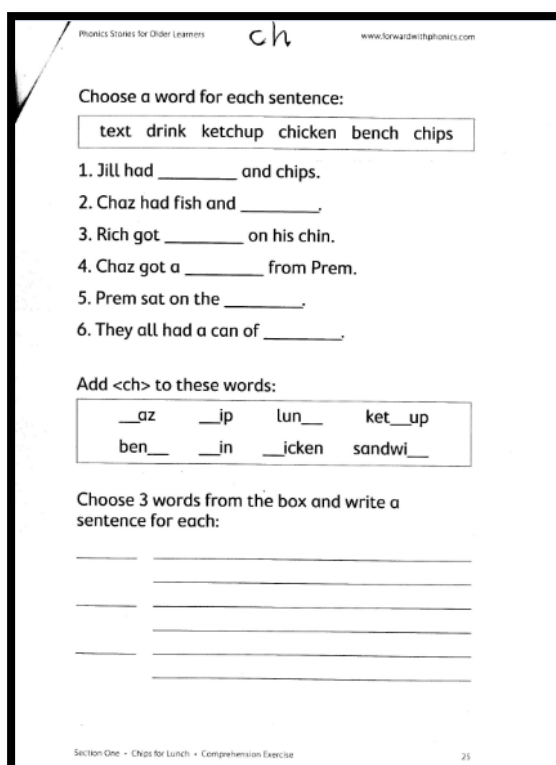 Phonics Stories for Older Learners ch www.forwardwithphonics.com
Choose a word for each sentence:
text drink ketchup chicken bench chips
1. Jill had ________ and chips.
2. Chaz had fish and ________.
3. Rich got ________ on his chin.
4. Chaz got a ________ from Prem.
5. Prem sat on the ________.
6. They all had a can of ________.
Add <ch> to these words:
__az __ip lun__ ket__up
ben__ __in __icken sandwi__
Choose 3 words from the box and write a
sentence for each:
Section One • Chips for Lunch • Comprehension Exercise 25